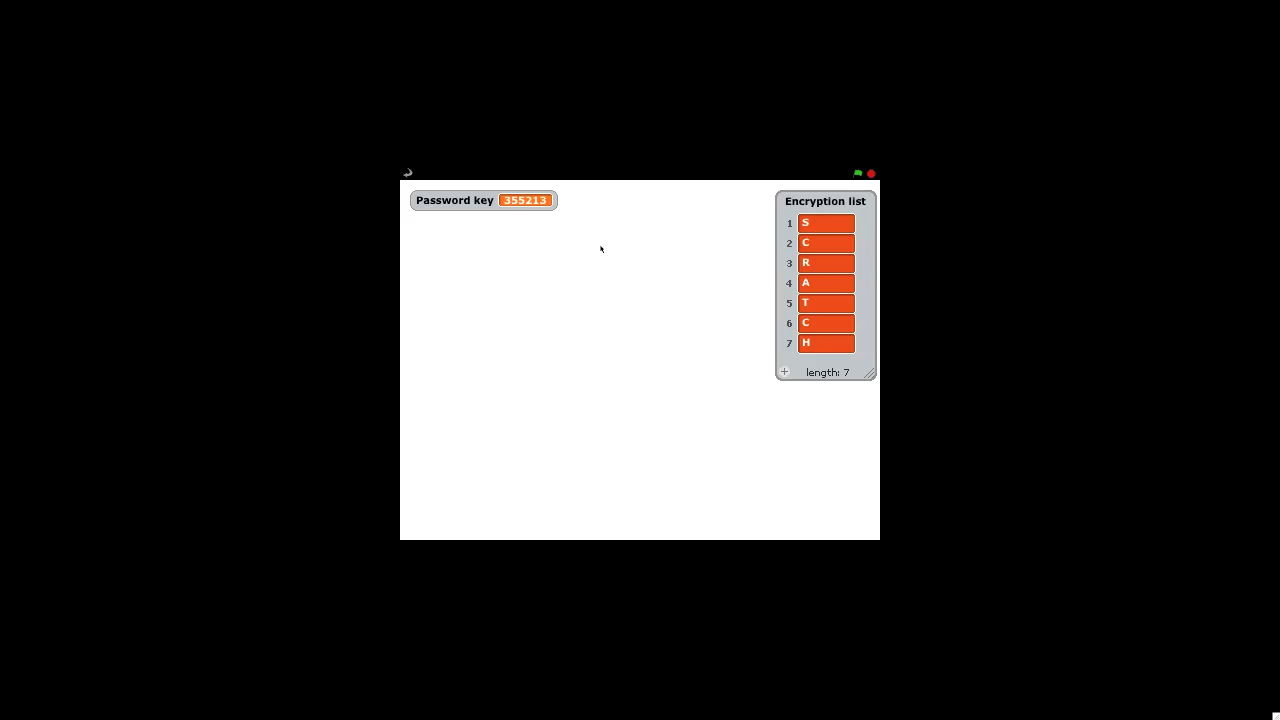 Password key 355213
Encryption list
1 S
2 C
3 R
4 A
5 T
6 C
7 H
+ length: 7